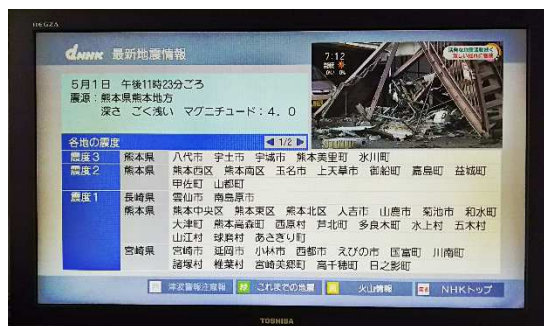 REGZA
dNHK 最新地震情報
7:12
5月1日 午後11時23分ごろ
震源:熊本県熊本地方
深さ ごく浅い マグニチュード:4.0
各地の震度
1/2
震度3 熊本県 八代市 宇土市 宇城市 熊本美里町 氷川町
震度2 熊本県 熊本西区 熊本南区 玉名市 上天草市 御船町 嘉島町 益城町
甲佐町 山都町
震度1 長崎県 雲仙市 南島原市
熊本県 熊本中央区 熊本東区 熊本北区 人吉市 山鹿市 菊池市 和水町
大津町 熊本高森町 西原村 芦北町 多良木町 水上村 五木村
山江村 球磨村 あさぎり町
宮崎県 宮崎市 延岡市 小林市 西都市 えびの市 国富町 川南町
諸塚村 椎葉村 宮崎美郷町 高千穂町 日之影町
津波警報注意報 緑 これまでの地震 火山情報 NHKトップ
TOSHIBA